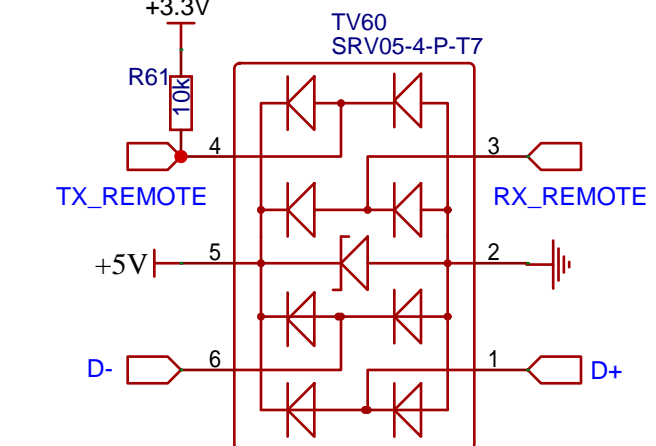 +3.3V
TV60
SRV05-4-P-T7
R61
10k
4
3
TX_REMOTE
RX_REMOTE
+5V
5
2
D-
6
1
D+